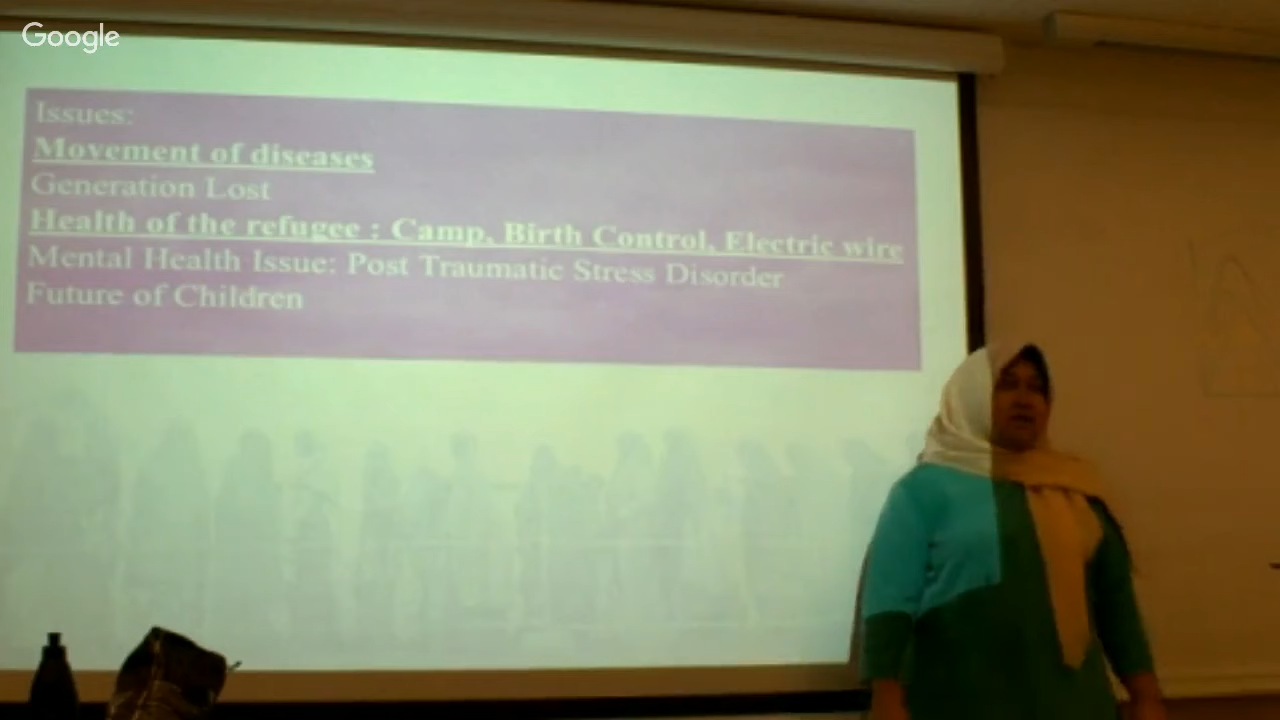 Google
Issues:
Movement of diseases
Generation Lost
Health of the refugee : Camp, Birth Control, Electric wire
Mental Health Issue: Post Traumatic Stress Disorder
Future of Children